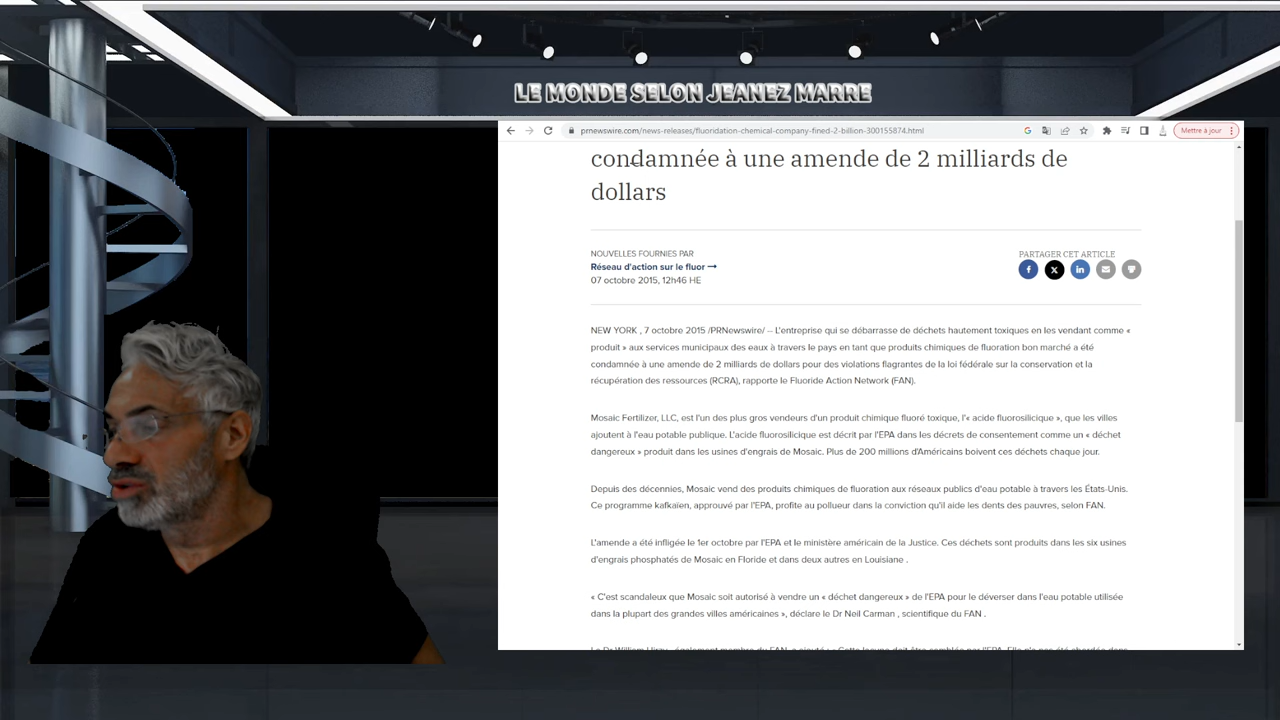 LE MONDE SELON JEANEZ MARRE
prnewswire.com/news-releases/fluoridation-chemical-company-fined-2-billion-300155874.html
Mettre à jour
condamnée à une amende de 2 milliards de
dollars
NOUVELLES FOURNIES PAR
Réseau d'action sur le fluor →
07 octobre 2015, 12h46 HE
PARTAGER CET ARTICLE
NEW YORK , 7 octobre 2015 /PRNewswire/ -- L'entreprise qui se débarrasse de déchets hautement toxiques en les vendant comme «
produit » aux services municipaux des eaux à travers le pays en tant que produits chimiques de fluoration bon marché a été
condamnée à une amende de 2 milliards de dollars pour des violations flagrantes de la loi fédérale sur la conservation et la
récupération des ressources (RCRA), rapporte le Fluoride Action Network (FAN).
Mosaic Fertilizer, LLC, est l'un des plus gros vendeurs d'un produit chimique fluoré toxique, l'« acide fluorosilicique », que les villes
ajoutent à l'eau potable publique. L'acide fluorosilicique est décrit par l'EPA dans les décrets de consentement comme un « déchet
dangereux » produit dans les usines d'engrais de Mosaic. Plus de 200 millions d'Américains boivent ces déchets chaque jour.
Depuis des décennies, Mosaic vend des produits chimiques de fluoration aux réseaux publics d'eau potable à travers les États-Unis.
Ce programme kafkaïen, approuvé par l'EPA, profite au pollueur dans la conviction qu'il aide les dents des pauvres, selon FAN.
L'amende a été infligée le 1er octobre par l'EPA et le ministère américain de la Justice. Ces déchets sont produits dans les six usines
d'engrais phosphatés de Mosaic en Floride et dans deux autres en Louisiane .
« C'est scandaleux que Mosaic soit autorisé à vendre un « déchet dangereux » de l'EPA pour le déverser dans l'eau potable utilisée
dans la plupart des grandes villes américaines », déclare le Dr Neil Carman , scientifique du FAN .